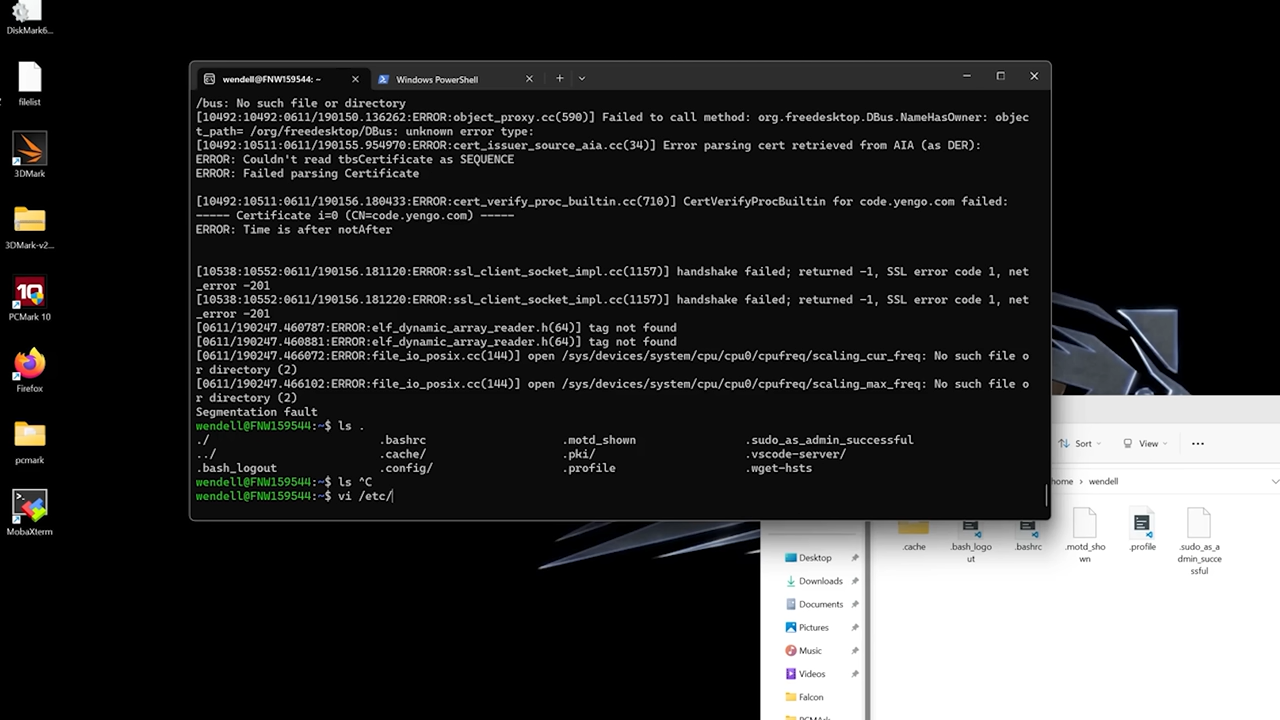 DiskMark6...
filelist
3DMark
3DMark-v2...
PCMark 10
Firefox
pcmark
MobaXterm
wendell@FNW159544: ~
Windows PowerShell
/bus: No such file or directory
[10492:10492:0611/190150.136262:ERROR:object_proxy.cc(590)] Failed to call method: org.freedesktop.DBus.NameHasOwner: objec
t_path= /org/freedesktop/DBus: unknown error type:
[10492:10511:0611/190155.954970:ERROR:cert_issuer_source_aia.cc(34)] Error parsing cert retrieved from AIA (as DER):
ERROR: Couldn't read tbsCertificate as SEQUENCE
ERROR: Failed parsing Certificate
[10492:10511:0611/190156.180433:ERROR:cert_verify_proc_builtin.cc(710)] CertVerifyProcBuiltin for code.yengo.com failed:
----- Certificate i=0 (CN=code.yengo.com) -----
ERROR: Time is after notAfter
[10538:10552:0611/190156.181120:ERROR:ssl_client_socket_impl.cc(1157)] handshake failed; returned -1, SSL error code 1, net
_error -201
[10538:10552:0611/190156.181220:ERROR:ssl_client_socket_impl.cc(1157)] handshake failed; returned -1, SSL error code 1, net
_error -201
[0611/190247.460787:ERROR:elf_dynamic_array_reader.h(64)] tag not found
[0611/190247.460881:ERROR:elf_dynamic_array_reader.h(64)] tag not found
[0611/190247.466072:ERROR:file_io_posix.cc(144)] open /sys/devices/system/cpu/cpu0/cpufreq/scaling_cur_freq: No such file o
r directory (2)
[0611/190247.466102:ERROR:file_io_posix.cc(144)] open /sys/devices/system/cpu/cpu0/cpufreq/scaling_max_freq: No such file o
r directory (2)
Segmentation fault
wendell@FNW159544:~$ ls .
./ .bashrc .motd_shown .sudo_as_admin_successful
../ .cache/ .pki/ .vscode-server/
.bash_logout .config/ .profile .wget-hsts
wendell@FNW159544:~$ ls ^C
wendell@FNW159544:~$ vi /etc/
Sort
View
home
wendell
.cache
.bash_logo
ut
.bashrc
.motd_sho
wn
.profile
.sudo_as_a
dmin_succe
ssful
Desktop
Downloads
Documents
Pictures
Music
Videos
Falcon